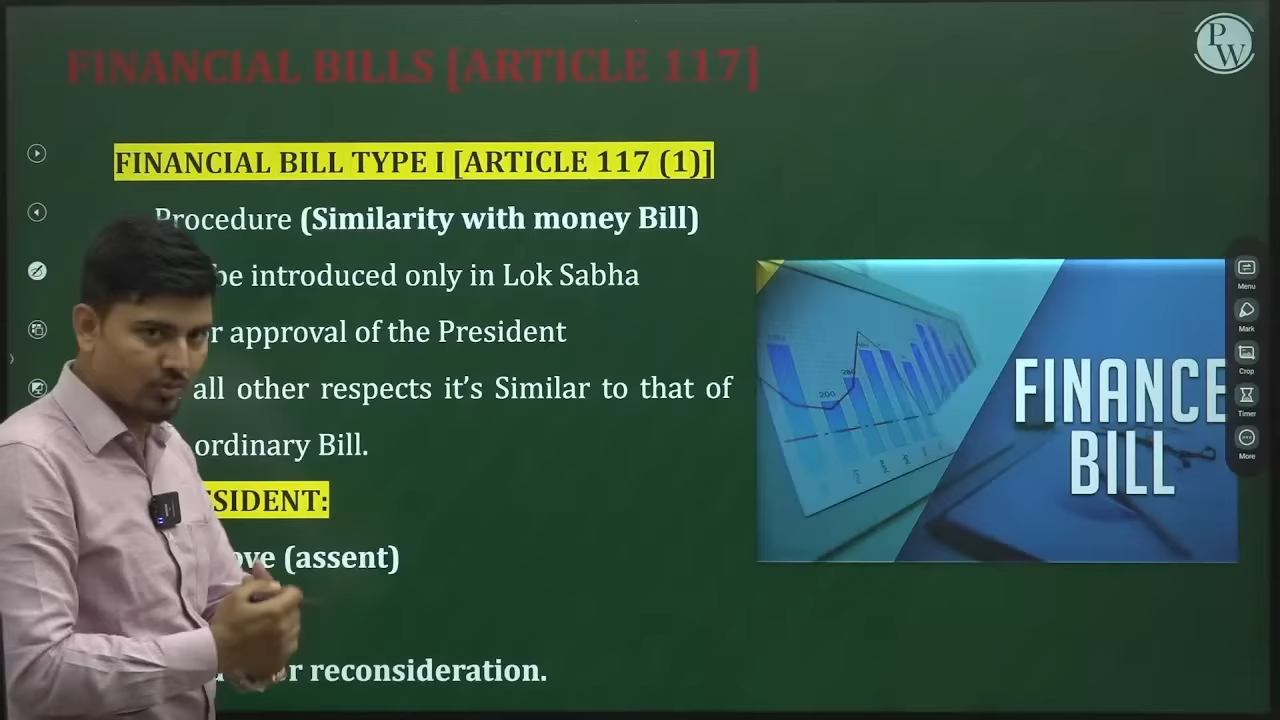 FINANCIAL BILLS [ARTICLE 117]
PW
FINANCIAL BILL TYPE I [ARTICLE 117 (1)]
Procedure (Similarity with money Bill)
be introduced only in Lok Sabha
approval of the President
all other respects it's Similar to that of
ordinary Bill.
SIDENT:
(assent)
reconsideration.
200
FINANCE
BILL
Menu
Mark
Crop
Timer
More